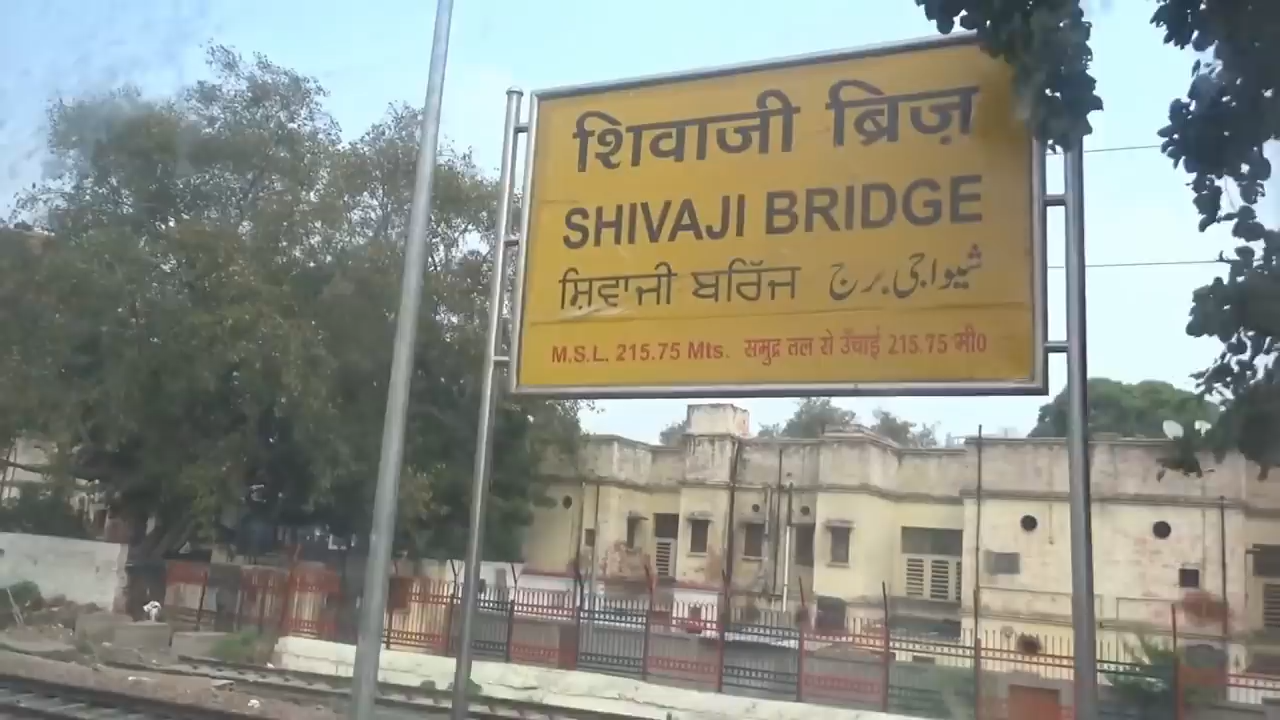 शिवाजी ब्रिज़
SHIVAJI BRIDGE
ਸ਼ਿਵਾਜੀ ਬਰਿੱਜ شیواجی برج
M.S.L. 215.75 Mts. समुद्र तल से उँचाई 215.75 मी0